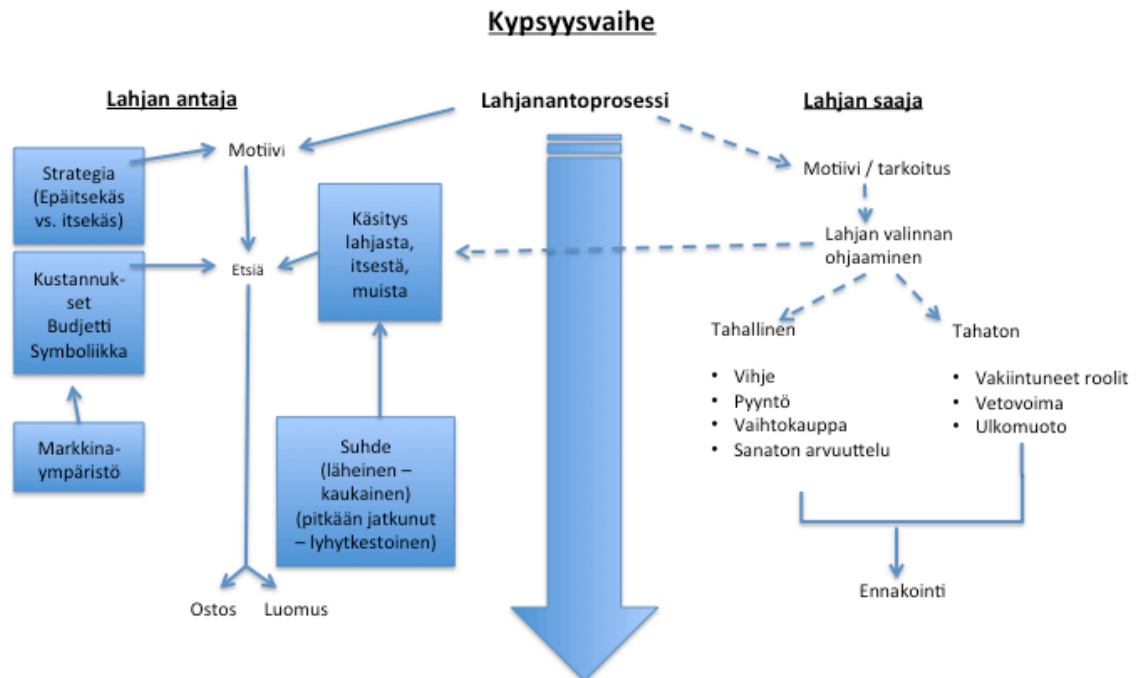 Kypsyysvaihe
Lahjan antaja
Lahjanantoprosessi
Lahjan saaja
Motiivi
Strategia
(Epäitsekäs
vs. itsekäs)
Käsitys
lahjasta,
itsestä,
muista
Etsiä
Kustannuk-
set
Budjetti
Symboliikka
Markkina-
ympäristö
Suhde
(läheinen –
kaukainen)
(pitkään jatkunut
– lyhytkestoinen)
Ostos
Luomus
Motiivi / tarkoitus
Lahjan valinnan
ohjaaminen
Tahallinen
• Vihje
• Pyyntö
• Vaihtokauppa
• Sanaton arvuuttelu
Tahaton
• Vakiintuneet roolit
• Vetovoima
• Ulkomuoto
Ennakointi